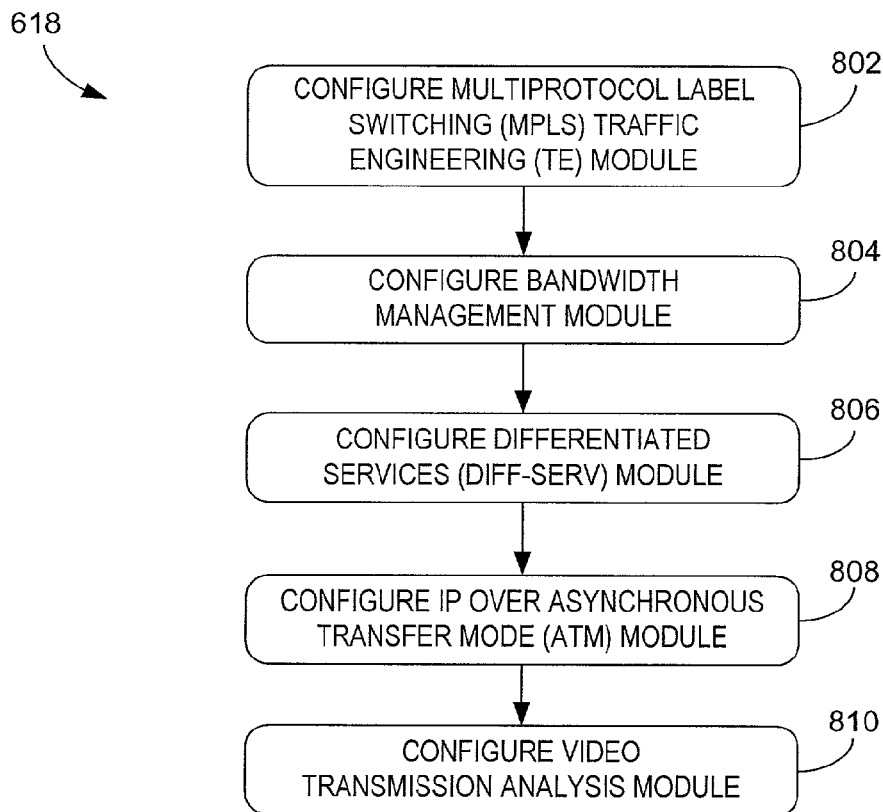 618
802
CONFIGURE MULTIPROTOCOL LABEL
SWITCHING (MPLS) TRAFFIC
ENGINEERING (TE) MODULE
804
CONFIGURE BANDWIDTH
MANAGEMENT MODULE
806
CONFIGURE DIFFERENTIATED
SERVICES (DIFF-SERV) MODULE
808
CONFIGURE IP OVER ASYNCHRONOUS
TRANSFER MODE (ATM) MODULE
810
CONFIGURE VIDEO
TRANSMISSION ANALYSIS MODULE